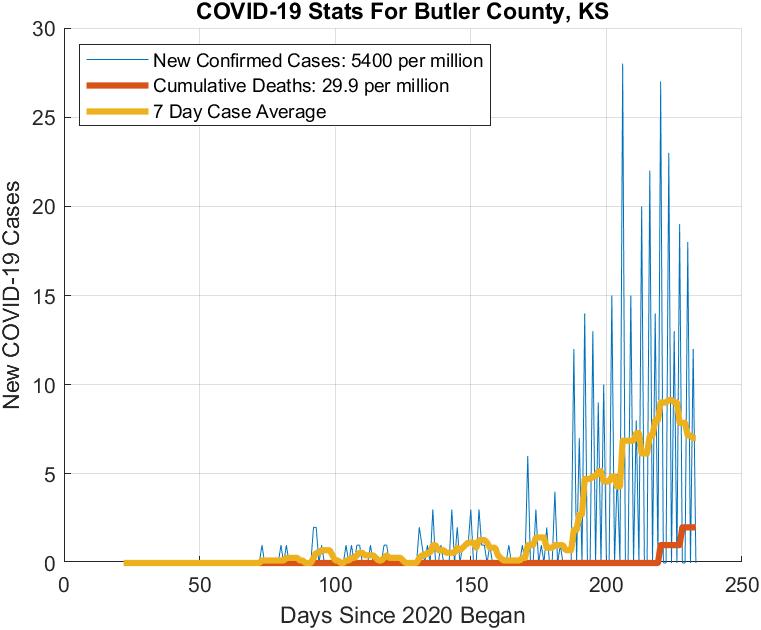 COVID-19 Stats For Butler County, KS
New Confirmed Cases: 5400 per million
Cumulative Deaths: 29.9 per million
7 Day Case Average
New COVID-19 Cases
30
25
20
15
10
5
0
0 50 100 150 200 250
Days Since 2020 Began